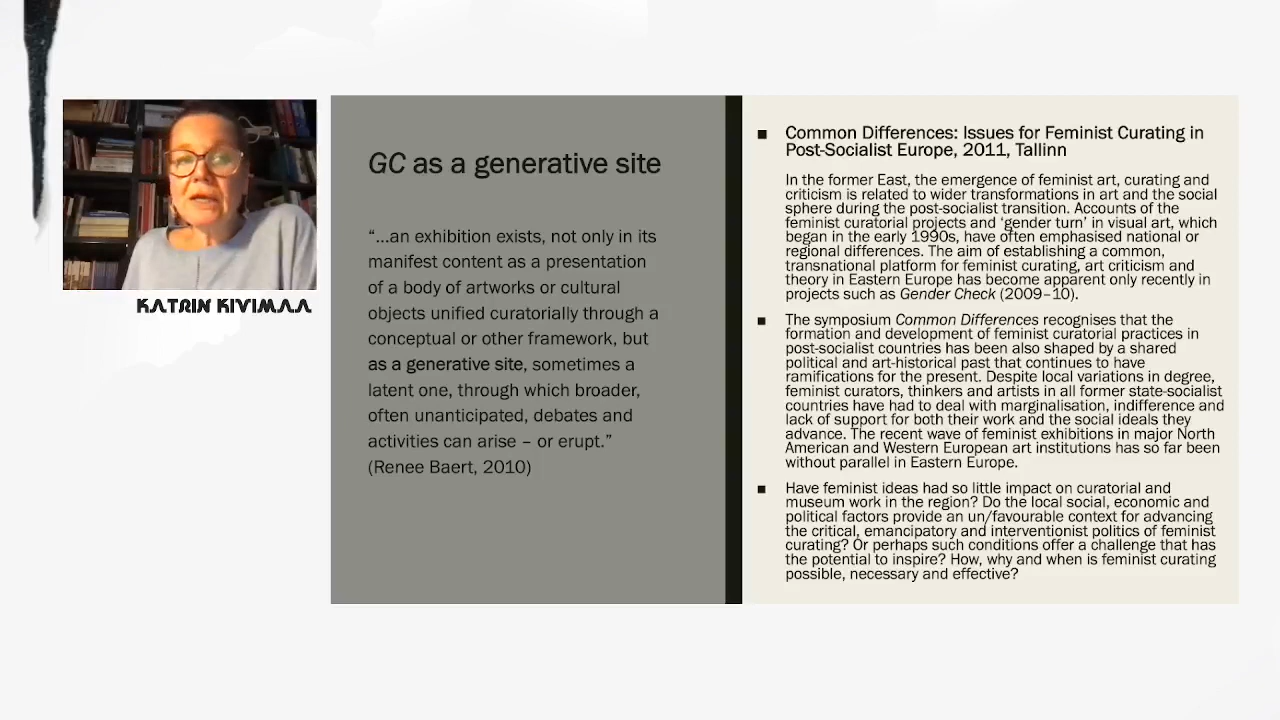 KATRIN KIVIMAA
GC as a generative site
“...an exhibition exists, not only in its
manifest content as a presentation
of a body of artworks or cultural
objects unified curatorially through a
conceptual or other framework, but
as a generative site, sometimes a
latent one, through which broader,
often unanticipated, debates and
activities can arise – or erupt.”
(Renee Baert, 2010)
■ Common Differences: Issues for Feminist Curating in
Post-Socialist Europe, 2011, Tallinn
In the former East, the emergence of feminist art, curating and
criticism is related to wider transformations in art and the social
sphere during the post-socialist transition. Accounts of the
feminist curatorial projects and ‘gender turn’ in visual art, which
began in the early 1990s, have often emphasised national or
regional differences. The aim of establishing a common,
transnational platform for feminist curating, art criticism and
theory in Eastern Europe has become apparent only recently in
projects such as Gender Check (2009–10).
■ The symposium Common Differences recognises that the
formation and development of feminist curatorial practices in
post-socialist countries has been also shaped by a shared
political and art-historical past that continues to have
ramifications for the present. Despite local variations in degree,
feminist curators, thinkers and artists in all former state-socialist
countries have had to deal with marginalisation, indifference and
lack of support for both their work and the social ideals they
advance. The recent wave of feminist exhibitions in major North
American and Western European art institutions has so far been
without parallel in Eastern Europe.
■ Have feminist ideas had so little impact on curatorial and
museum work in the region? Do the local social, economic and
political factors provide an un/favourable context for advancing
the critical, emancipatory and interventionist politics of feminist
curating? Or perhaps such conditions offer a challenge that has
the potential to inspire? How, why and when is feminist curating
possible, necessary and effective?